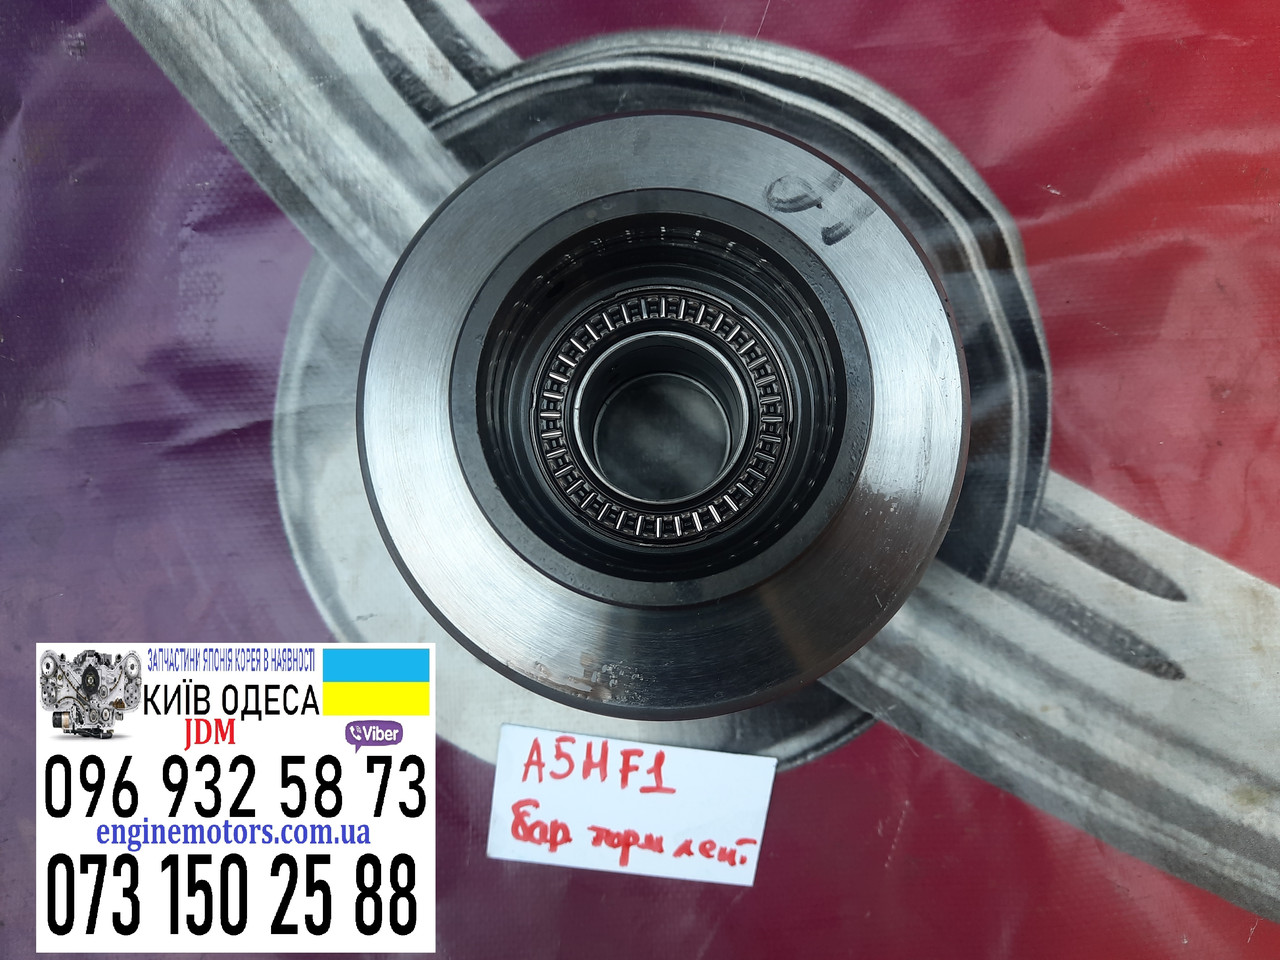 A5HF1
бар торм лент
ЗАПЧАСТИНИ ЯПОНІЯ КОРЕЯ В НАЯВНОСТІ
КИЇВ ОДЕСА
JDM
Viber
096 932 58 73
enginemotors.com.ua
073 150 25 88